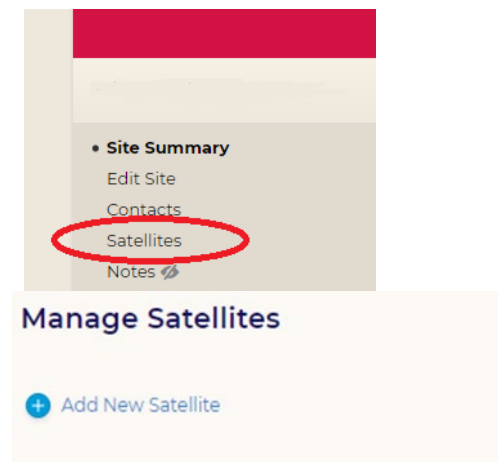 Site Summary
Edit Site
Contacts
Satellites
Notes
Manage Satellites
Add New Satellite